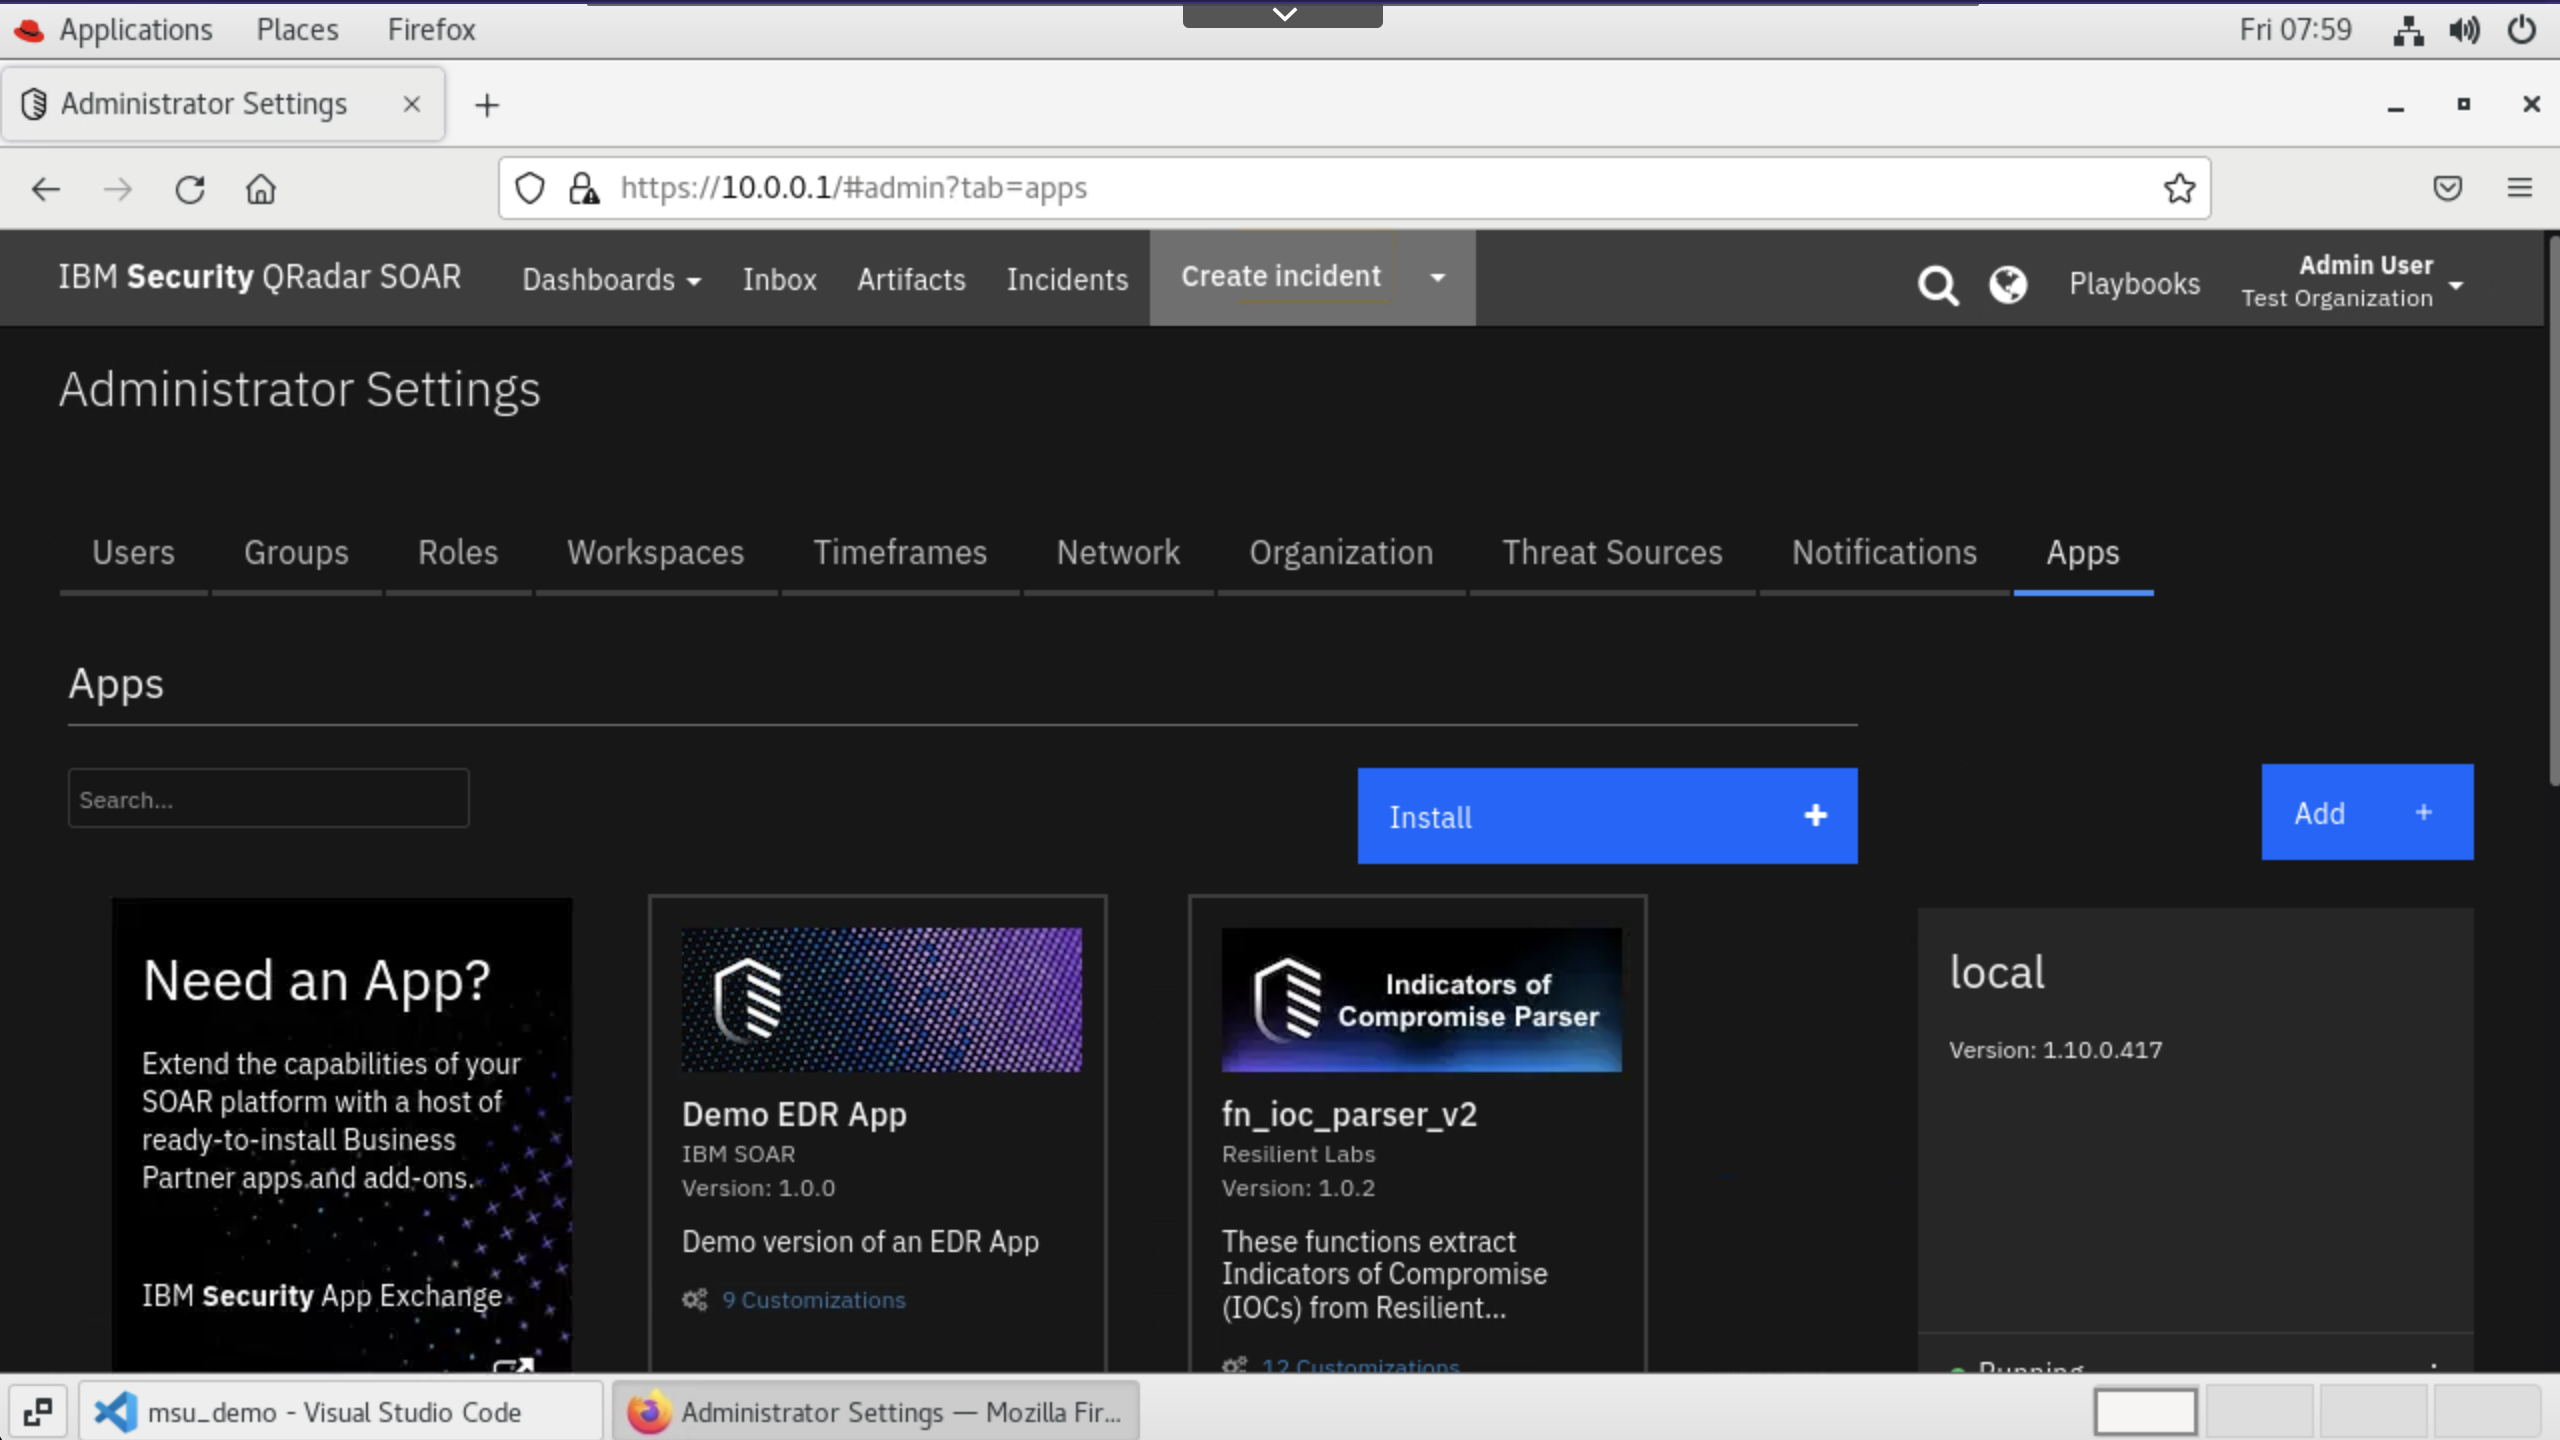 Applications Places Firefox Fri 07:59
Administrator Settings
https://10.0.0.1/#admin?tab=apps
IBM Security QRadar SOAR Dashboards Inbox Artifacts Incidents Create incident Playbooks Admin User
Test Organization
Administrator Settings
Users Groups Roles Workspaces Timeframes Network Organization Threat Sources Notifications Apps
Apps
Search...
Install +
Add +
Need an App?
Extend the capabilities of your
SOAR platform with a host of
ready-to-install Business
Partner apps and add-ons.
IBM Security App Exchange
Demo EDR App
IBM SOAR
Version: 1.0.0
Demo version of an EDR App
9 Customizations
Indicators of
Compromise Parser
fn_ioc_parser_v2
Resilient Labs
Version: 1.0.2
These functions extract
Indicators of Compromise
(IOCs) from Resilient...
12 Customizations
local
Version: 1.10.0.417
Running
msu_demo - Visual Studio Code
Administrator Settings — Mozilla Fir...